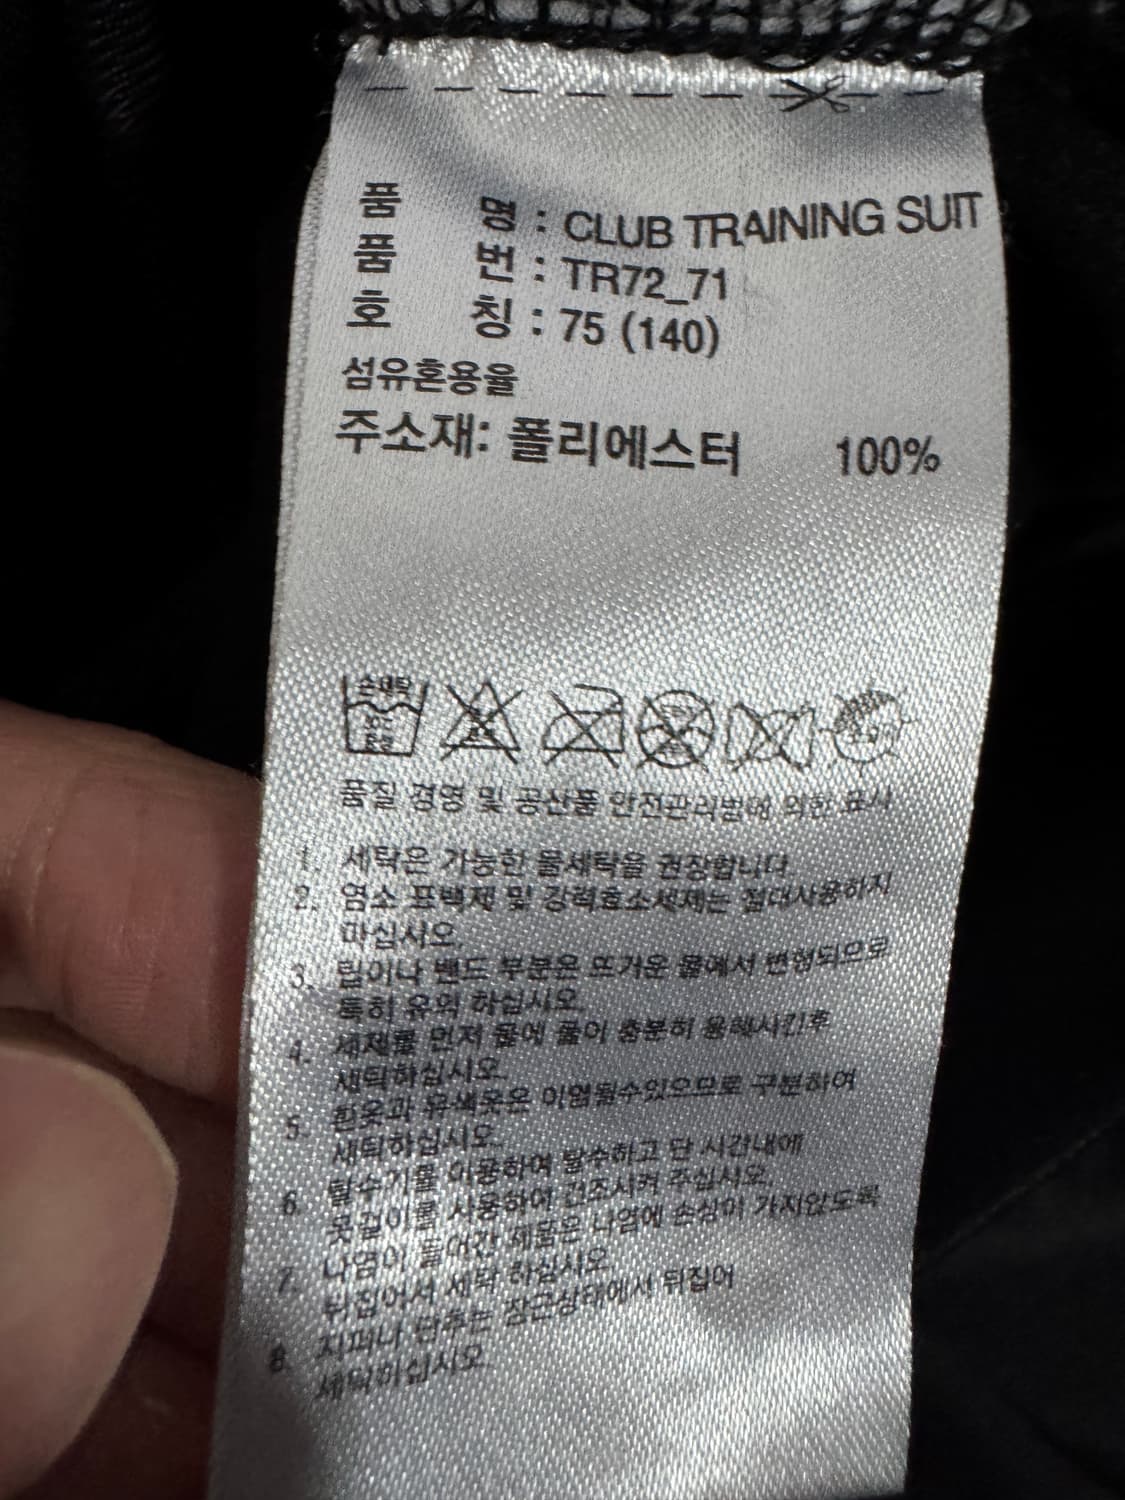 품 명 : CLUB TRAINING SUIT
품 번 : TR72_71
호 칭 : 75 (140)
섬유혼용율
주소재: 폴리에스터 100%
손세탁
품질 경영 및 공산품 안전관리법에 의한 표시
1. 세탁은 가능한 물세탁을 권장합니다
2. 염소 표백제 및 강력효소세제는 절대사용하지
마십시오.
3. 립이나 밴드 부분은 뜨거운 물에서 변형되므로
특히 유의 하십시오.
4. 세제를 먼저 물에 풀어 충분히 용해시킨후
세탁하십시오.
5. 흰옷과 유색옷은 이염될수있으므로 구분하여
세탁하십시오.
6. 탈수기를 이용하여 탈수하고 단 시간내에
옷걸이를 사용하여 건조시켜 주십시오.
7. 나염이 들어간 제품은 나염에 손상이 가지않도록
뒤집어서 세탁 하십시오.
8. 지퍼나 단추는 잠근상태에서 뒤집어
세탁하십시오.